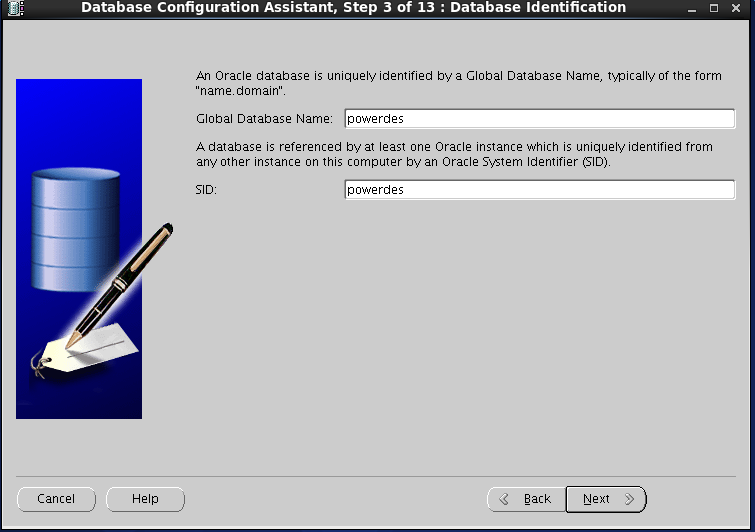 Database Configuration Assistant, Step 3 of 13 : Database Identification
An Oracle database is uniquely identified by a Global Database Name, typically of the form
"name.domain".
Global Database Name: powerdes
A database is referenced by at least one Oracle instance which is uniquely identified from
any other instance on this computer by an Oracle System Identifier (SID).
SID: powerdes
Cancel Help Back Next